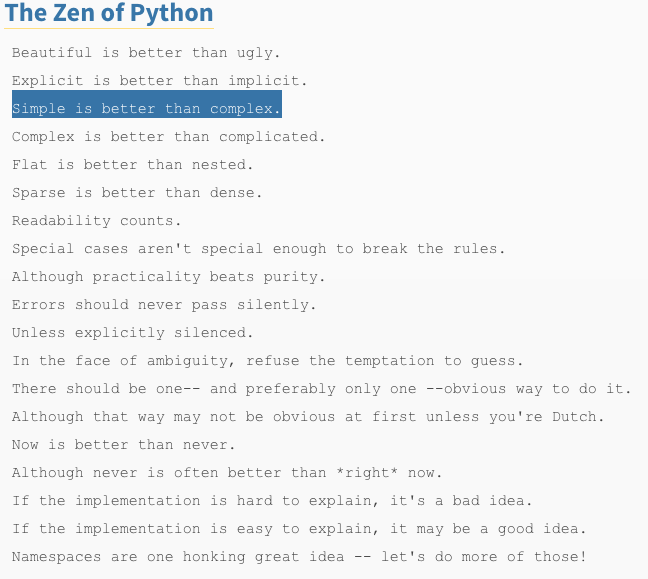 The Zen of Python
Beautiful is better than ugly.
Explicit is better than implicit.
Simple is better than complex.
Complex is better than complicated.
Flat is better than nested.
Sparse is better than dense.
Readability counts.
Special cases aren't special enough to break the rules.
Although practicality beats purity.
Errors should never pass silently.
Unless explicitly silenced.
In the face of ambiguity, refuse the temptation to guess.
There should be one-- and preferably only one --obvious way to do it.
Although that way may not be obvious at first unless you're Dutch.
Now is better than never.
Although never is often better than *right* now.
If the implementation is hard to explain, it's a bad idea.
If the implementation is easy to explain, it may be a good idea.
Namespaces are one honking great idea -- let's do more of those!